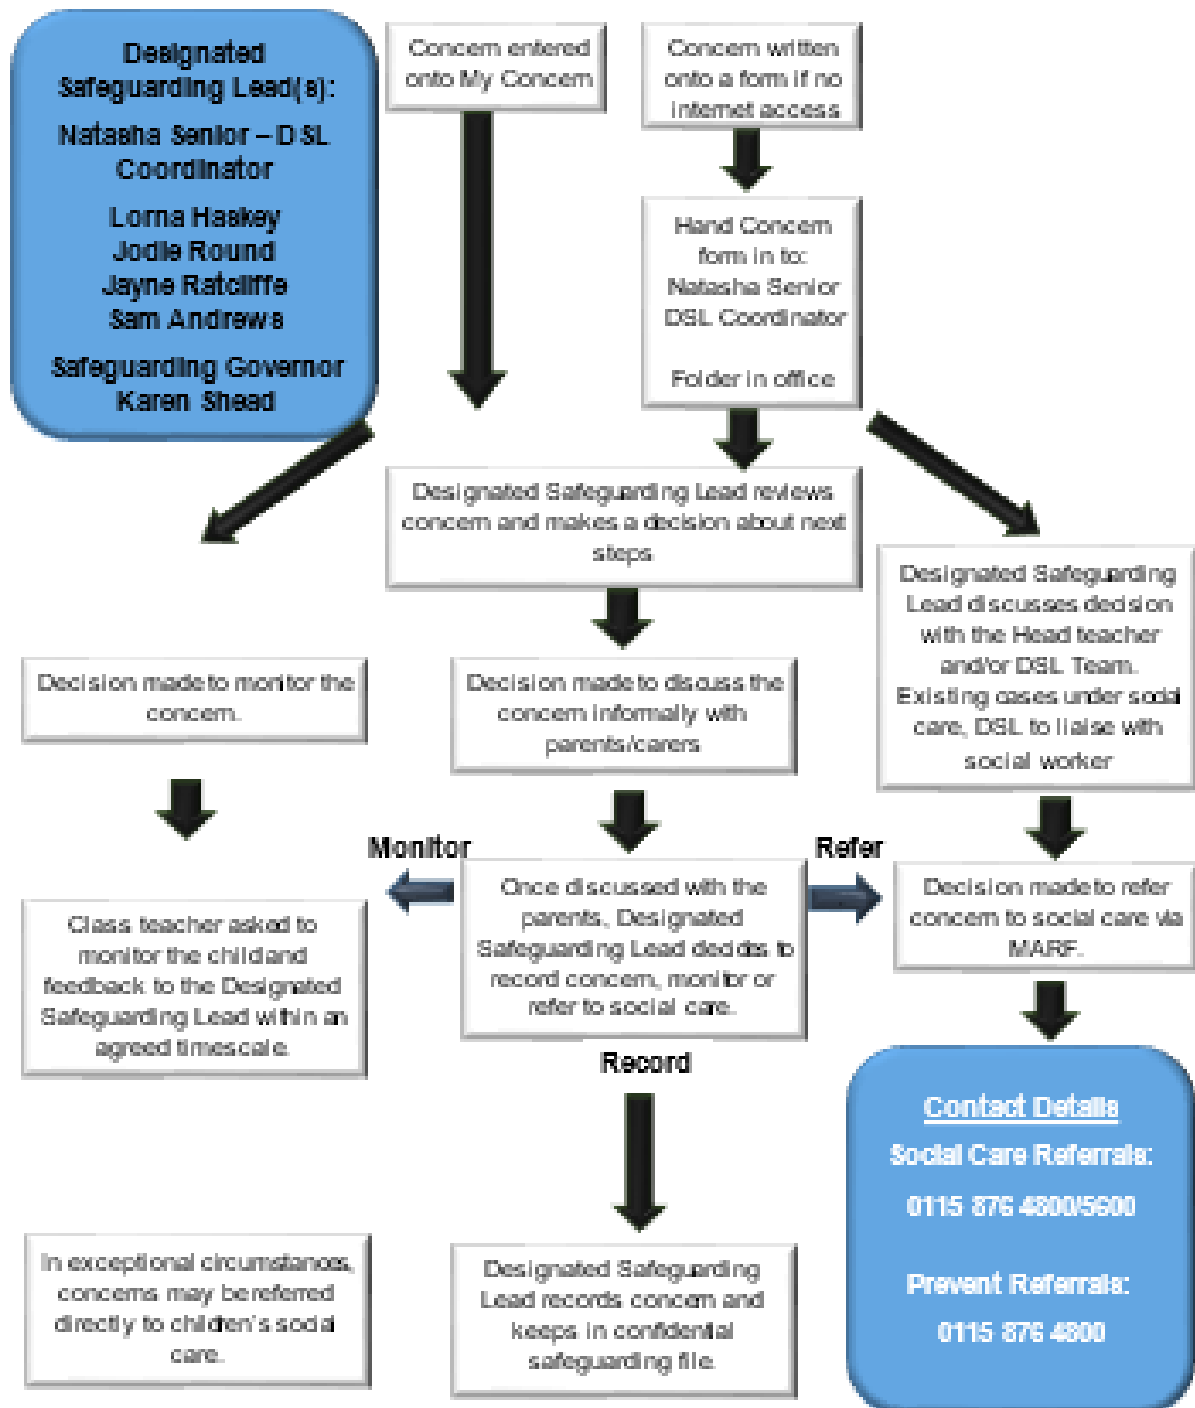 Designated
Safeguarding Lead(s):
Natasha Senior – DSL
Coordinator
Lorna Haskey
Jodie Round
Jayne Ratcliffe
Sam Andrews
Safeguarding Governor
Karen Shead
Concern entered
onto My Concern
Concern written
onto a form if no
internet access
Hand Concern
form in to:
Natasha Senior
DSL Coordinator
Folder in office
Designated Safeguarding Lead reviews
concern and makes a decision about next
steps
Designated Safeguarding
Lead discusses decision
with the Head teacher
and/or DSL Team.
Existing cases under social
care, DSL to liaise with
social worker
Decision made to monitor the
concern.
Decision made to discuss the
concern informally with
parents/carers
Monitor
Refer
Class teacher asked to
monitor the child and
feedback to the Designated
Safeguarding Lead within an
agreed timescale.
Once discussed with the
parents, Designated
Safeguarding Lead decides to
record concern, monitor or
refer to social care.
Decision made to refer
concern to social care via
MARF.
Record
Contact Details
Social Care Referrals:
0115 876 4800/5600
Prevent Referrals:
0115 876 4800
In exceptional circumstances,
concerns may be referred
directly to children's social
care.
Designated Safeguarding
Lead records concern and
keeps in confidential
safeguarding file.